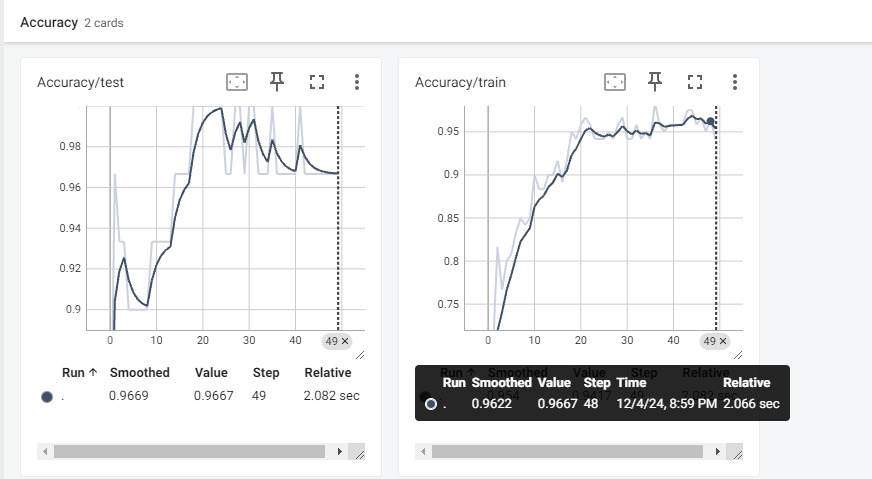 Accuracy 2 cards
Accuracy/test
0.98
0.96
0.94
0.92
0.9
0 10 20 30 40 49 ×
Run ↑ Smoothed Value Step Relative
. 0.9669 0.9667 49 2.082 sec
Accuracy/train
0.95
0.9
0.85
0.8
0.75
0 10 20 30 40 49 ×
Run Smoothed Value Step Time Relative
. 0.9622 0.9667 48 12/4/24, 8:59 PM 2.066 sec